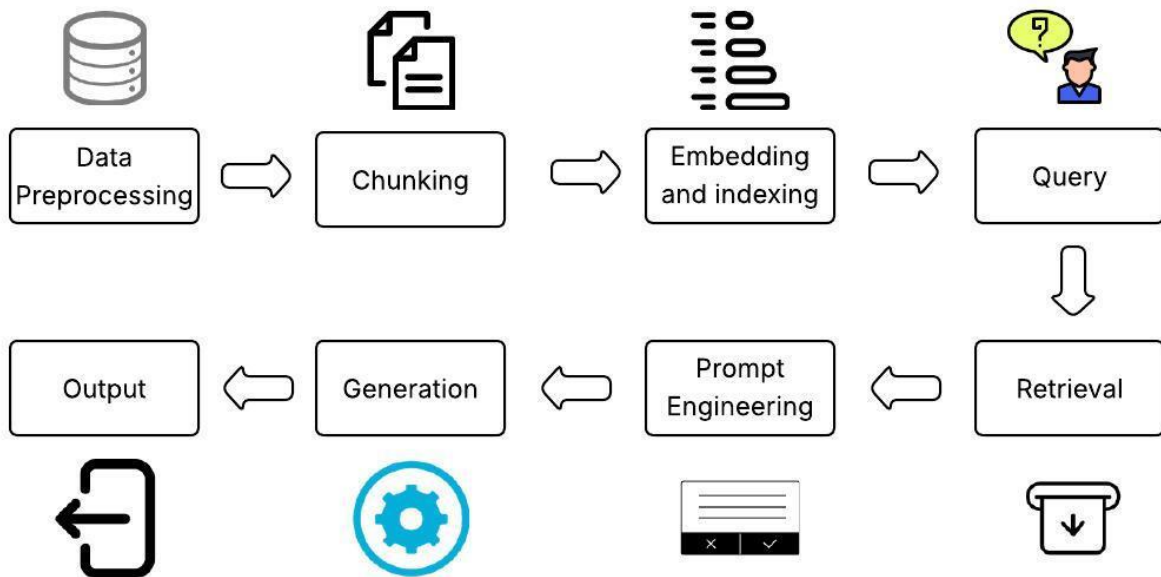 Data
Preprocessing
Chunking
Embedding
and indexing
Query
Output
Generation
Prompt
Engineering
Retrieval